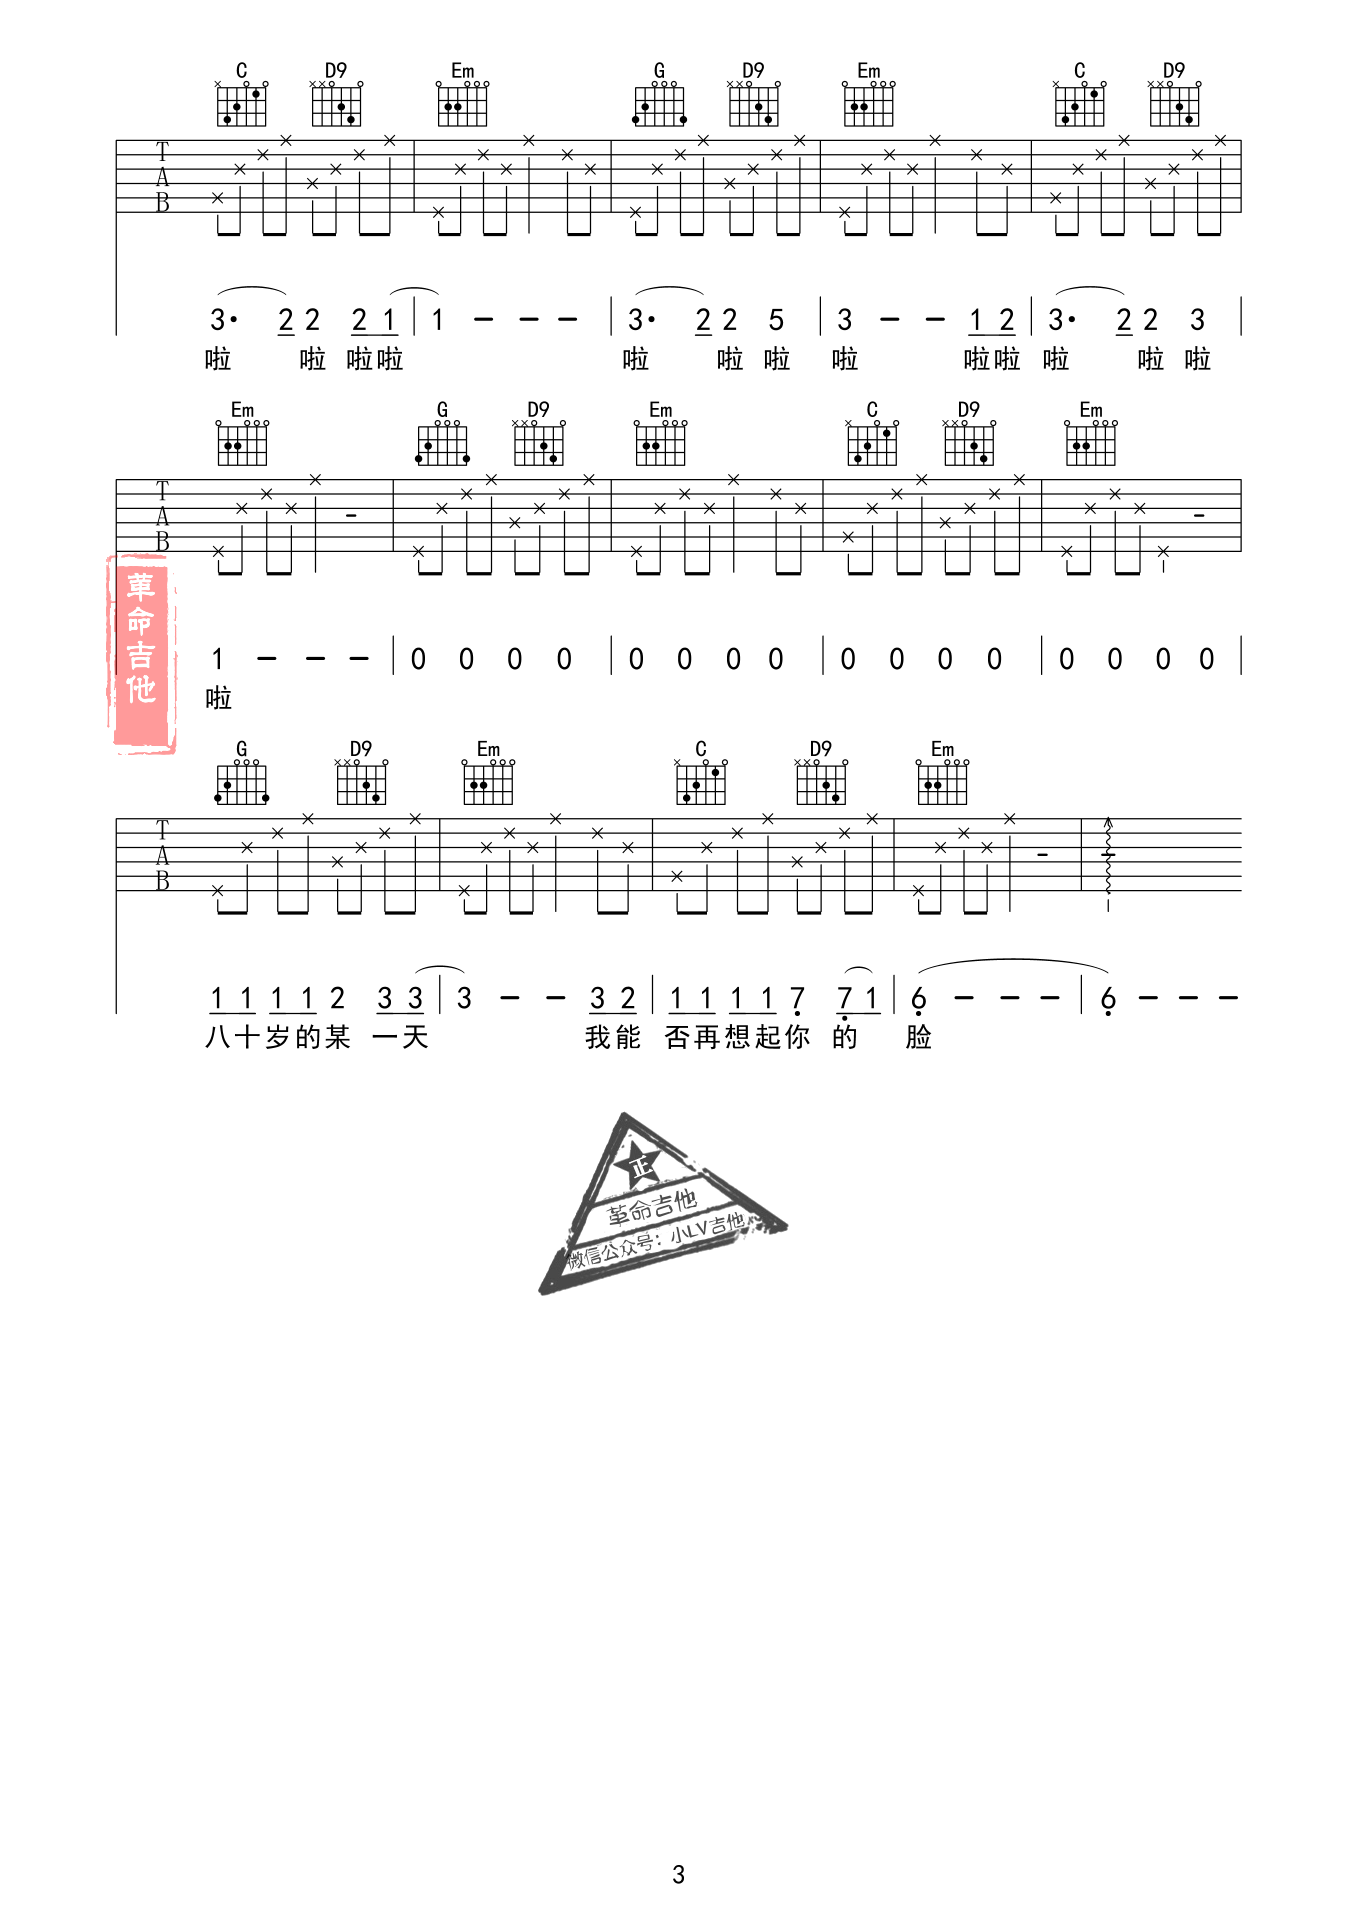 C D9 Em G D9 Em C D9
T
A
B
3· 2 2 2 1 | 1 - - - | 3· 2 2 5 | 3 - - 1 2 | 3· 2 2 3 |
啦 啦 啦啦 啦 啦 啦 啦 啦啦 啦 啦 啦
Em G D9 Em C D9 Em
T
A
B
革命吉他
1 - - - | 0 0 0 0 | 0 0 0 0 | 0 0 0 0 | 0 0 0 0 |
啦
G D9 Em C D9 Em
T
A
B
1 1 1 1 2 3 3 | 3 - - 3 2 | 1 1 1 1 7 7 1 | 6 - - - | 6 - - -
八十岁的某 一天 我能 否再想起你 的 脸
正
革命吉他
微信公众号：小LV吉他
3